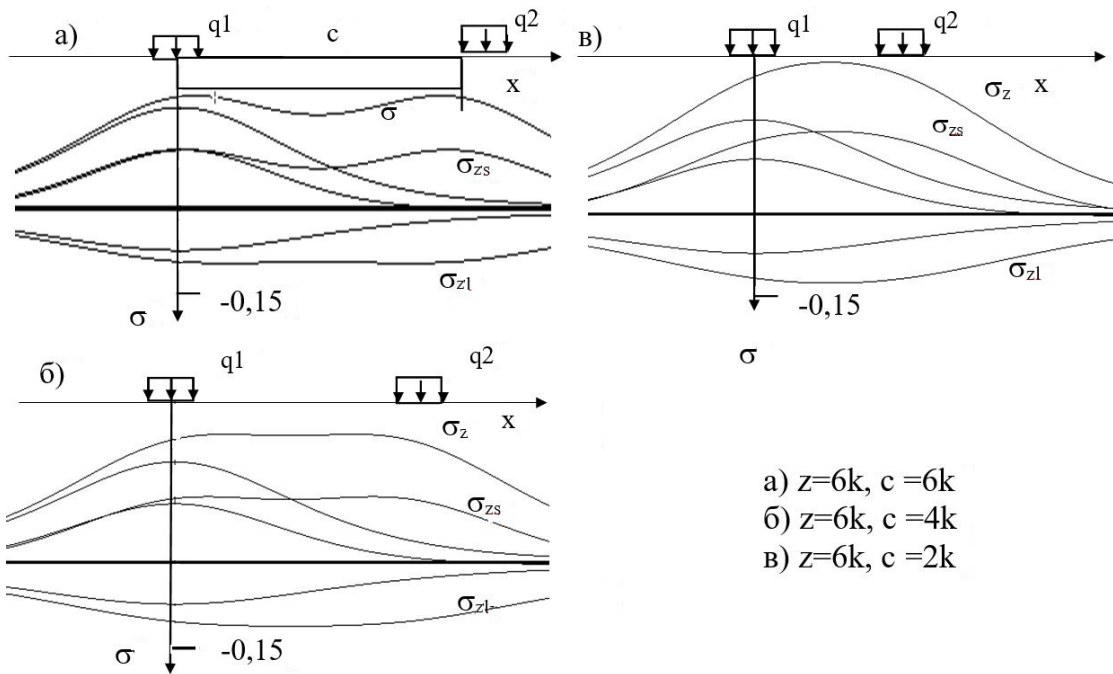 а)
q1
c
q2
x
σ
σzs
σzl
-0,15
σ
в)
q1
q2
x
σz
σzs
σzl
-0,15
σ
б)
q1
q2
x
σz
σzs
σzl
-0,15
σ
а) z=6k, c =6k
б) z=6k, c =4k
в) z=6k, c =2k